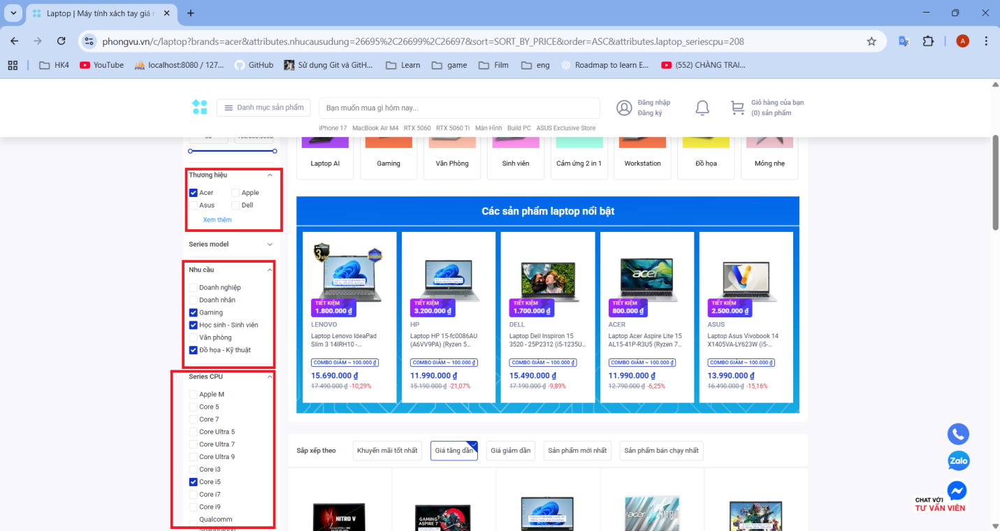 Laptop | Máy tính xách tay giá r
phongvu.vn/c/laptop?brands=acer&attributes.nhucausudung=26695%2C26699%2C26697&sort=SORT_BY_PRICE&order=ASC&attributes.laptop_seriescpu=208
A
HK4
YouTube
localhost:8080 / 127...
GitHub
Sử dụng Git và GitH...
Learn
game
Film
eng
Roadmap to learn E...
(552) CHÀNG TRAI...
Danh mục sản phẩm
Bạn muốn mua gì hôm nay...
Đăng nhập
Đăng ký
Giỏ hàng của bạn
(0) sản phẩm
iPhone 17 MacBook Air M4 RTX 5060 RTX 5060 Ti Màn Hình Build PC ASUS Exclusive Store
Thương hiệu
Acer Apple
Asus Dell
Xem thêm
Series model
Nhu cầu
Doanh nghiệp
Doanh nhân
Gaming
Học sinh - Sinh viên
Văn phòng
Đồ họa - Kỹ thuật
Series CPU
Apple M
Core 5
Core 7
Core Ultra 5
Core Ultra 7
Core Ultra 9
Core i3
Core i5
Core i7
Core i9
Qualcomm
Laptop AI
Gaming
Văn Phòng
Sinh viên
Cảm ứng 2 in 1
Workstation
Đồ họa
Mỏng nhẹ
Các sản phẩm laptop nổi bật
TIẾT KIỆM
1.800.000 ₫
LENOVO
Laptop Lenovo IdeaPad
Slim 3 14IRH10 -...
COMBO GIẢM ~ 100.000 ₫
15.690.000 ₫
17.490.000 ₫ -10,29%
TIẾT KIỆM
3.200.000 ₫
HP
Laptop HP 15-fc0086AU
(A6VV9PA) (Ryzen 5...
COMBO GIẢM ~ 100.000 ₫
11.990.000 ₫
15.190.000 ₫ -21,07%
TIẾT KIỆM
1.700.000 ₫
DELL
Laptop Dell Inspiron 15
3520 - 25P2312 (i5-1235U...
COMBO GIẢM ~ 100.000 ₫
15.490.000 ₫
17.190.000 ₫ -9,89%
acer
TIẾT KIỆM
800.000 ₫
ACER
Laptop Acer Aspire Lite 15
AL15-41P-R3U5 (Ryzen 7...
COMBO GIẢM ~ 100.000 ₫
11.990.000 ₫
12.790.000 ₫ -6,25%
TIẾT KIỆM
2.500.000 ₫
ASUS
Laptop Asus Vivobook 14
X1405VA-LY623W (i5-...
COMBO GIẢM ~ 100.000 ₫
13.990.000 ₫
16.490.000 ₫ -15,16%
Sắp xếp theo
Khuyến mãi tốt nhất
Giá tăng dần
Giá giảm dần
Sản phẩm mới nhất
Sản phẩm bán chạy nhất
NITRO V
GAMING
ASPIRE 7
acer NITRO
Zalo
CHAT VỚI
TƯ VẤN VIÊN